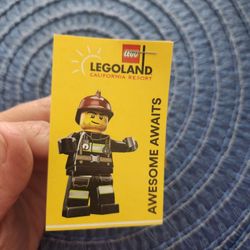 LEGO
LEGOLAND
CALIFORNIA RESORT
AWESOME AWAITS